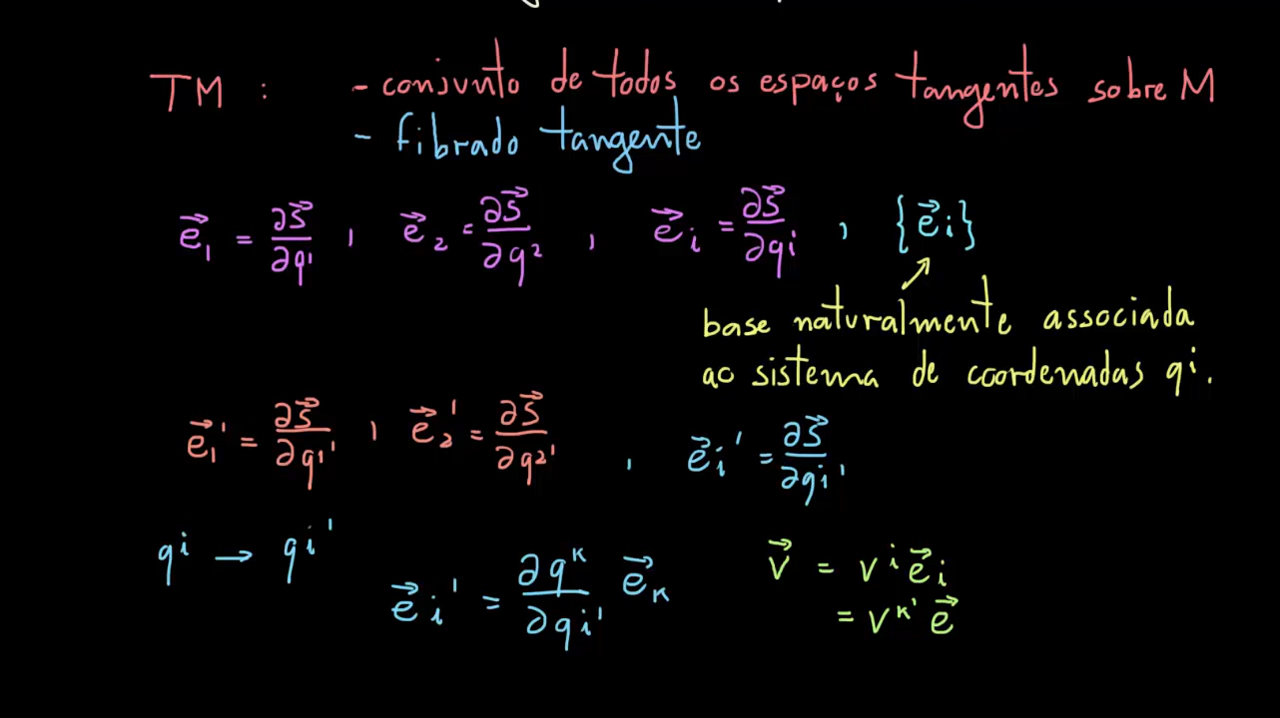 TM : - conjunto de todos os espaços tangentes sobre M
- fibrado tangente
e⃗₁ = ∂s⃗/∂q¹ , e⃗₂ = ∂s⃗/∂q² , e⃗ᵢ = ∂s⃗/∂qⁱ , {e⃗ᵢ}
base naturalmente associada
ao sistema de coordenadas qⁱ.
e⃗₁' = ∂s⃗/∂q¹' , e⃗₂' = ∂s⃗/∂q²' , e⃗ᵢ' = ∂s⃗/∂qⁱ'
qⁱ → qⁱ' e⃗ᵢ' = ∂qᴷ/∂qⁱ' e⃗ₖ v⃗ = vⁱ e⃗ᵢ
= vᴷ' e⃗